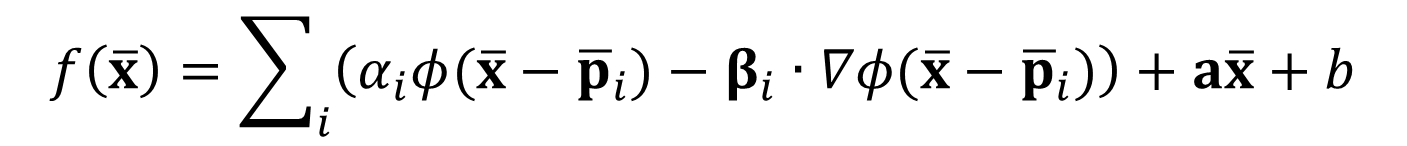 f(x̄) = ∑ᵢ(αᵢϕ(x̄ − p̄ᵢ) − βᵢ · ∇ϕ(x̄ − p̄ᵢ)) + ax̄ + b